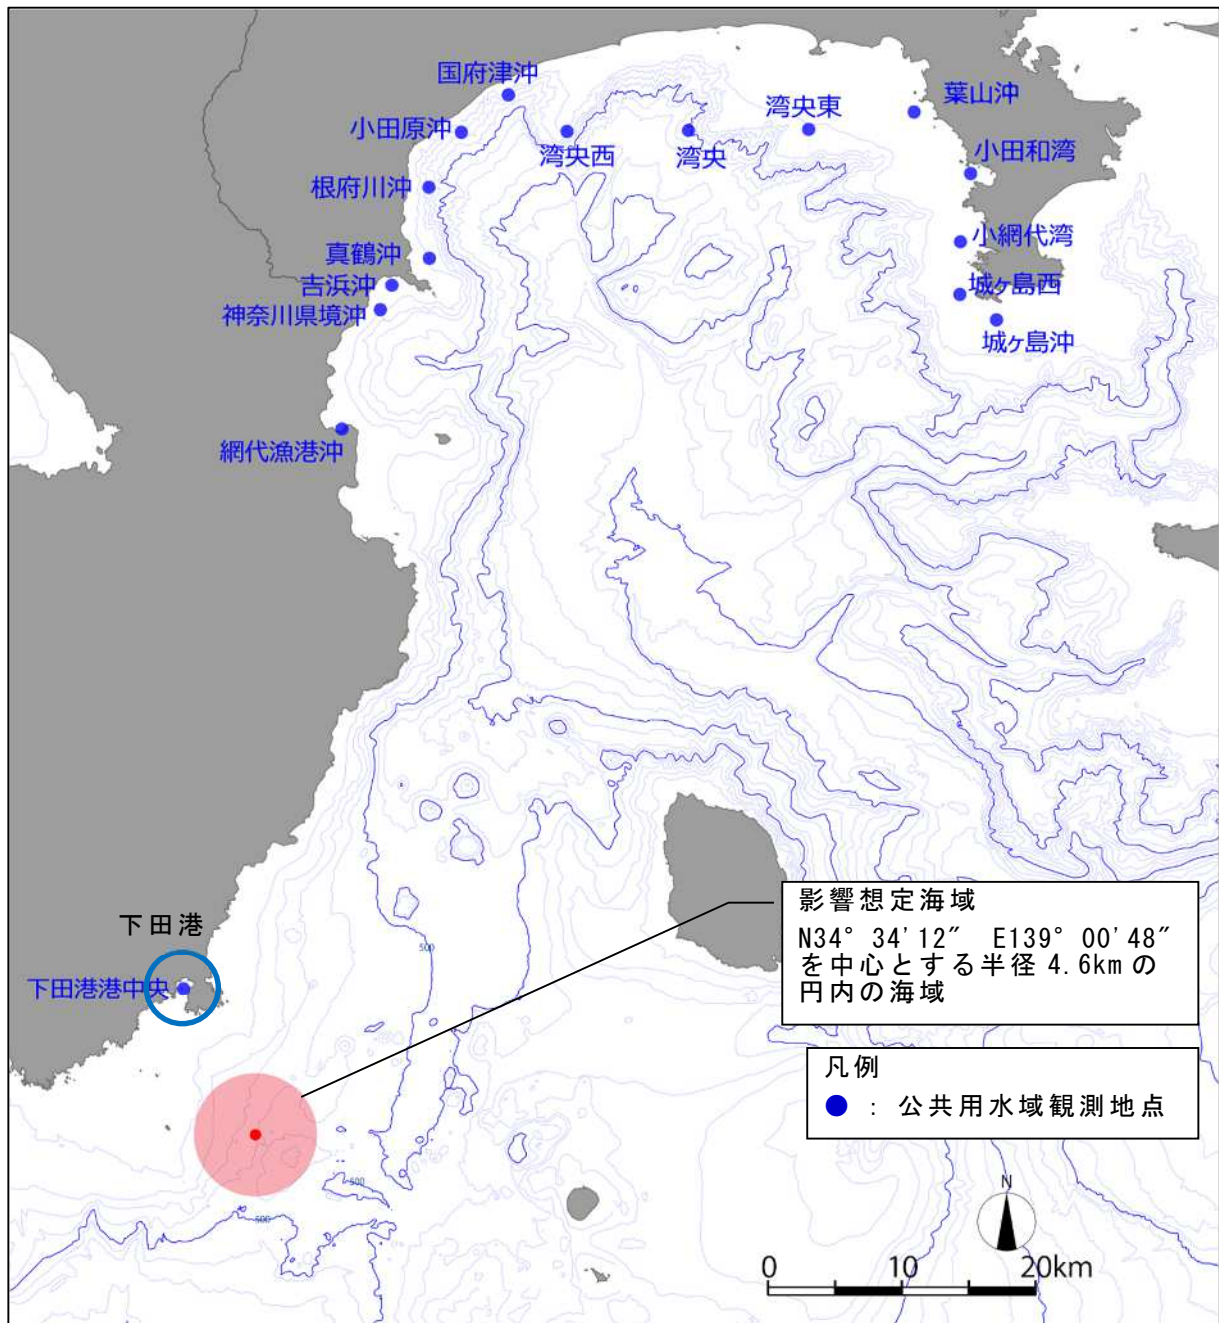 国府津沖
葉山沖
湾央東
小田原沖
湾央西
湾央
小田和湾
根府川沖
小網代湾
真鶴沖
吉浜沖
城ヶ島西
神奈川県境沖
城ヶ島沖
網代漁港沖
影響想定海域
N34° 34′12″ E139° 00′48″
を中心とする半径 4.6km の
円内の海域
下田港
500
下田港港中央
凡例
● : 公共用水域観測地点
500
N
500
0 10 20km